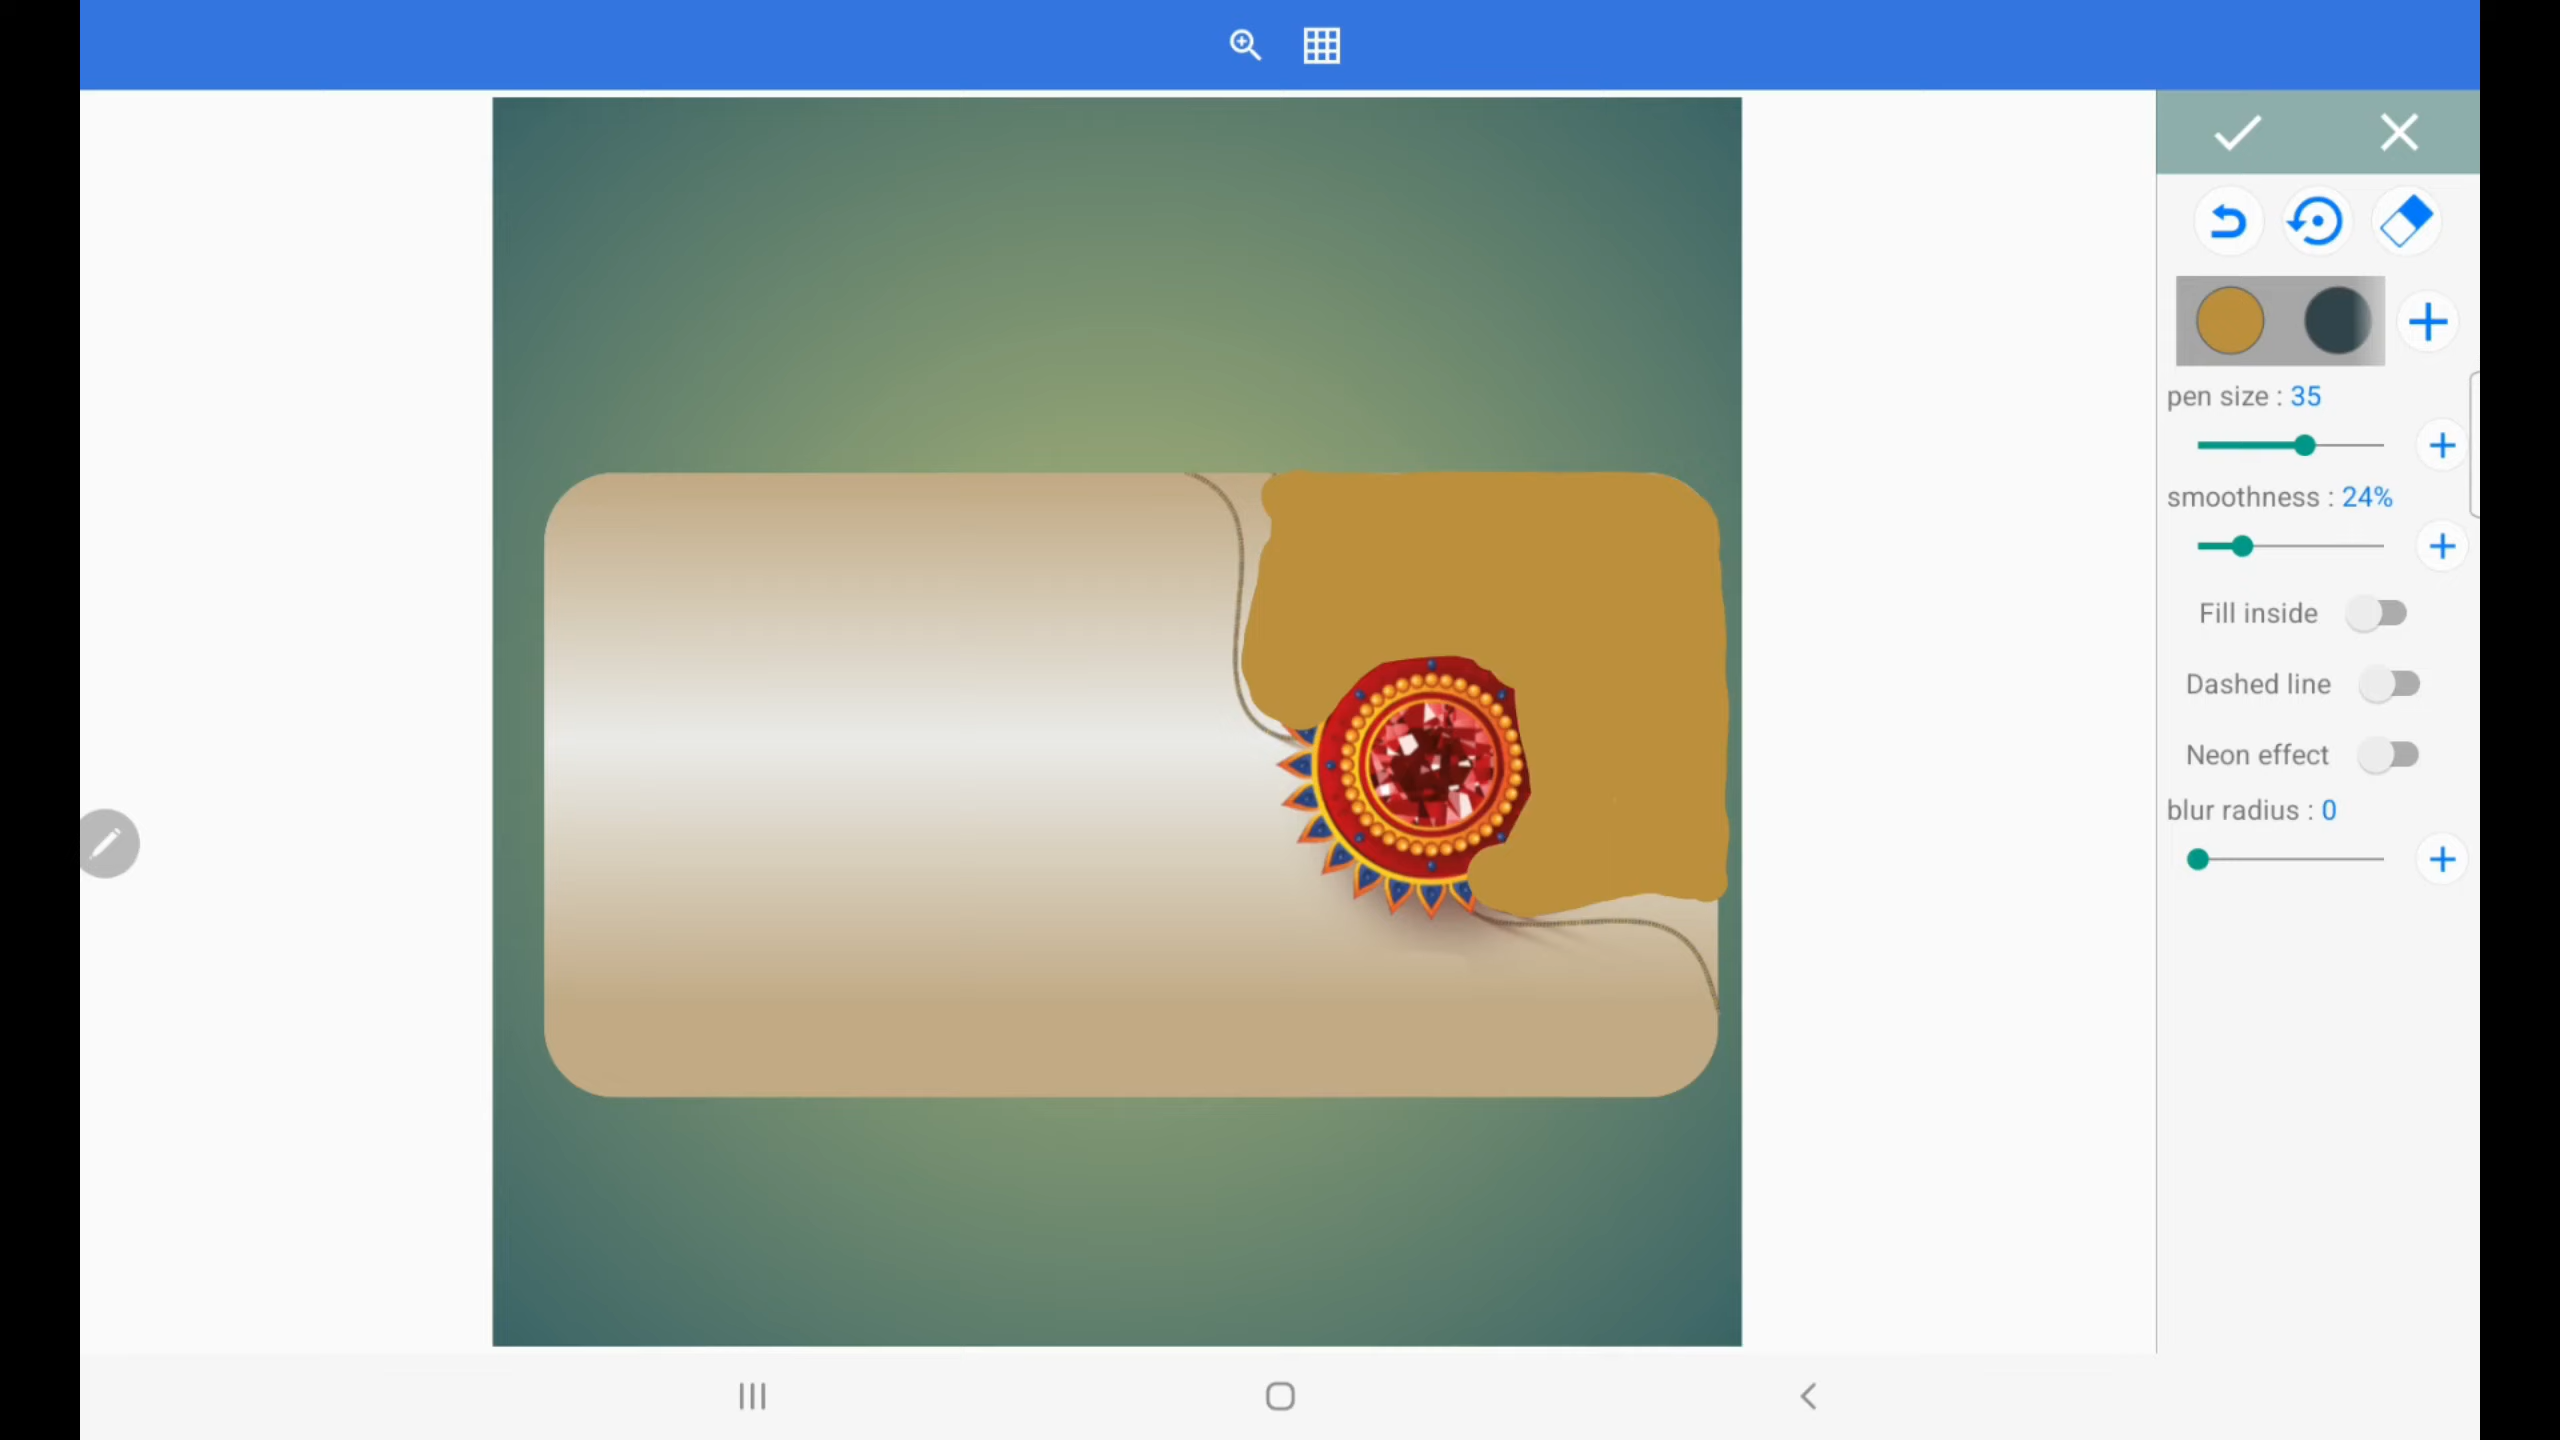 pen size : 35
smoothness : 24%
Fill inside
Dashed line
Neon effect
blur radius : 0